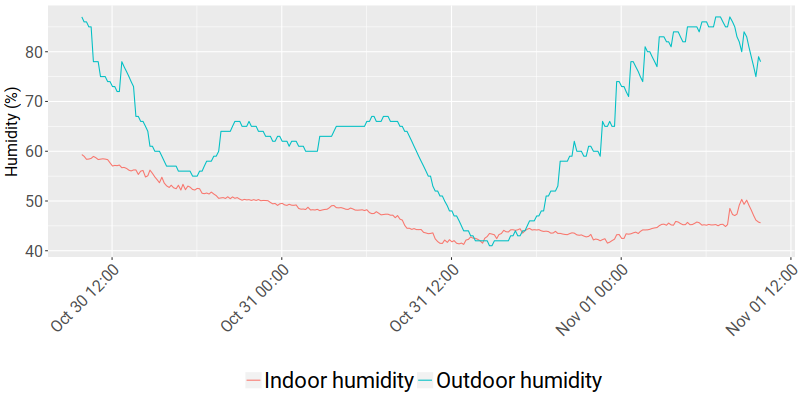 Humidity (%)
80
70
60
50
40
Oct 30 12:00
Oct 31 00:00
Oct 31 12:00
Nov 01 00:00
Nov 01 12:00
Indoor humidity Outdoor humidity